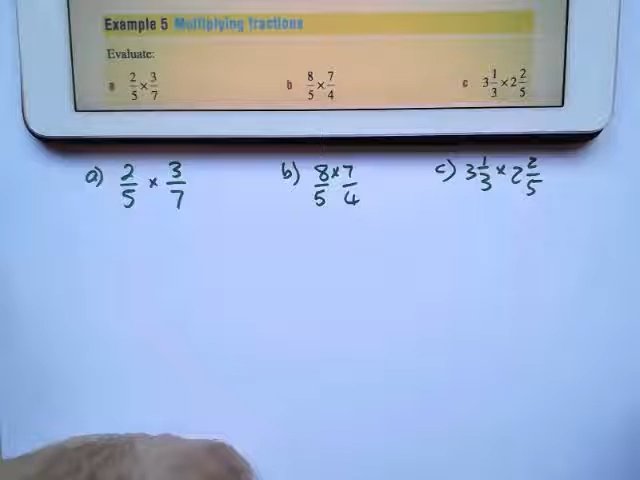 Example 5 Multiplying fractions
Evaluate:
a 2/5 × 3/7 b 8/5 × 7/4 c 3 1/3 × 2 2/5
a) 2/5 × 3/7 b) 8/5 × 7/4 c) 3 1/3 × 2 2/5